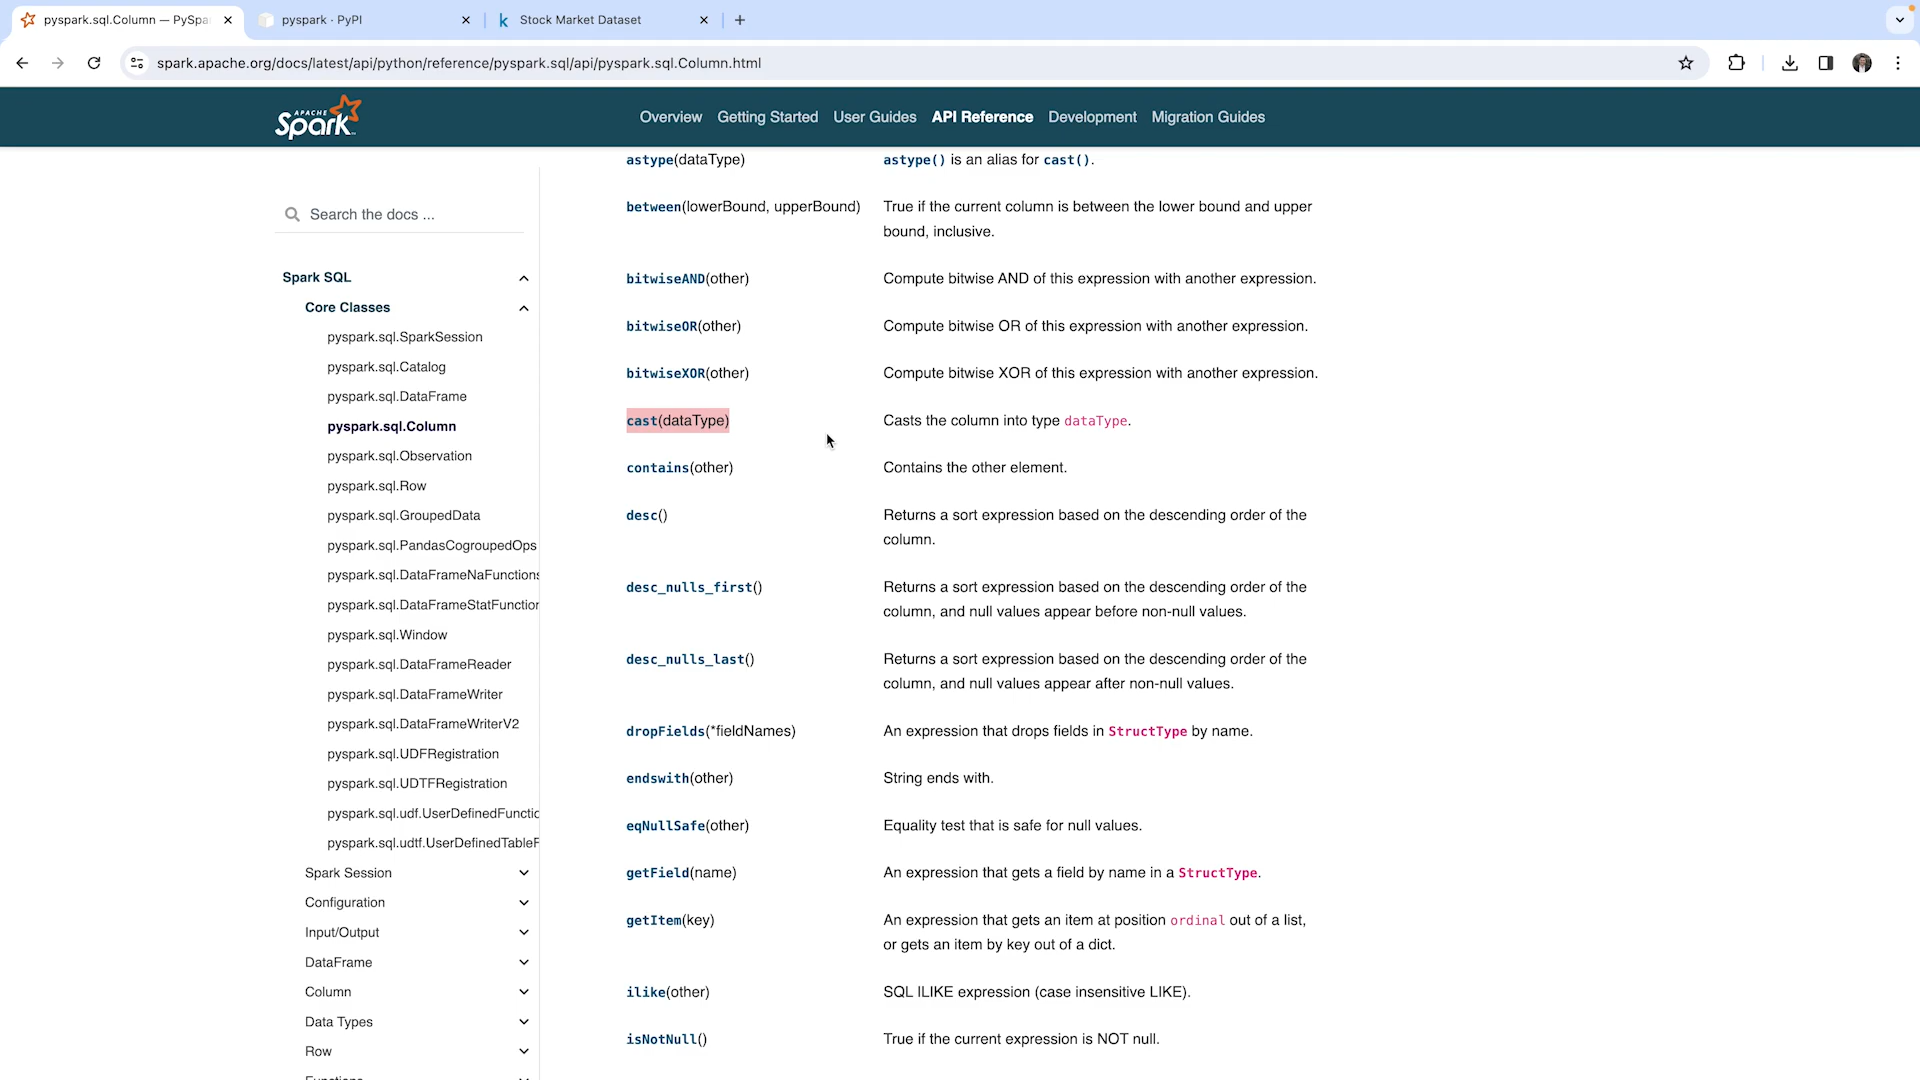 pyspark.sql.Column — PySpa
pyspark · PyPI
Stock Market Dataset
spark.apache.org/docs/latest/api/python/reference/pyspark.sql/api/pyspark.sql.Column.html
APACHE
Spark
Overview Getting Started User Guides API Reference Development Migration Guides
Search the docs ...
Spark SQL
Core Classes
pyspark.sql.SparkSession
pyspark.sql.Catalog
pyspark.sql.DataFrame
pyspark.sql.Column
pyspark.sql.Observation
pyspark.sql.Row
pyspark.sql.GroupedData
pyspark.sql.PandasCogroupedOps
pyspark.sql.DataFrameNaFunctions
pyspark.sql.DataFrameStatFunction
pyspark.sql.Window
pyspark.sql.DataFrameReader
pyspark.sql.DataFrameWriter
pyspark.sql.DataFrameWriterV2
pyspark.sql.UDFRegistration
pyspark.sql.UDTFRegistration
pyspark.sql.udf.UserDefinedFunctio
pyspark.sql.udtf.UserDefinedTableF
Spark Session
Configuration
Input/Output
DataFrame
Column
Data Types
Row
Functions
astype(dataType) astype() is an alias for cast().
between(lowerBound, upperBound) True if the current column is between the lower bound and upper
bound, inclusive.
bitwiseAND(other) Compute bitwise AND of this expression with another expression.
bitwiseOR(other) Compute bitwise OR of this expression with another expression.
bitwiseXOR(other) Compute bitwise XOR of this expression with another expression.
cast(dataType) Casts the column into type dataType.
contains(other) Contains the other element.
desc() Returns a sort expression based on the descending order of the
column.
desc_nulls_first() Returns a sort expression based on the descending order of the
column, and null values appear before non-null values.
desc_nulls_last() Returns a sort expression based on the descending order of the
column, and null values appear after non-null values.
dropFields(*fieldNames) An expression that drops fields in StructType by name.
endswith(other) String ends with.
eqNullSafe(other) Equality test that is safe for null values.
getField(name) An expression that gets a field by name in a StructType.
getItem(key) An expression that gets an item at position ordinal out of a list,
or gets an item by key out of a dict.
ilike(other) SQL ILIKE expression (case insensitive LIKE).
isNotNull() True if the current expression is NOT null.